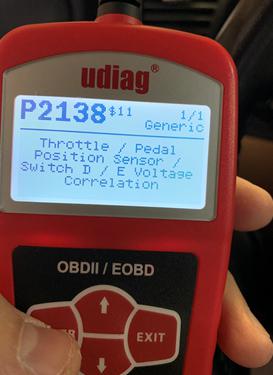 udiag®
P2138 $11 1/1
Generic
Throttle / Pedal
Position Sensor /
Switch D / E Voltage
Correlation
OBDII / EOBD
EXIT